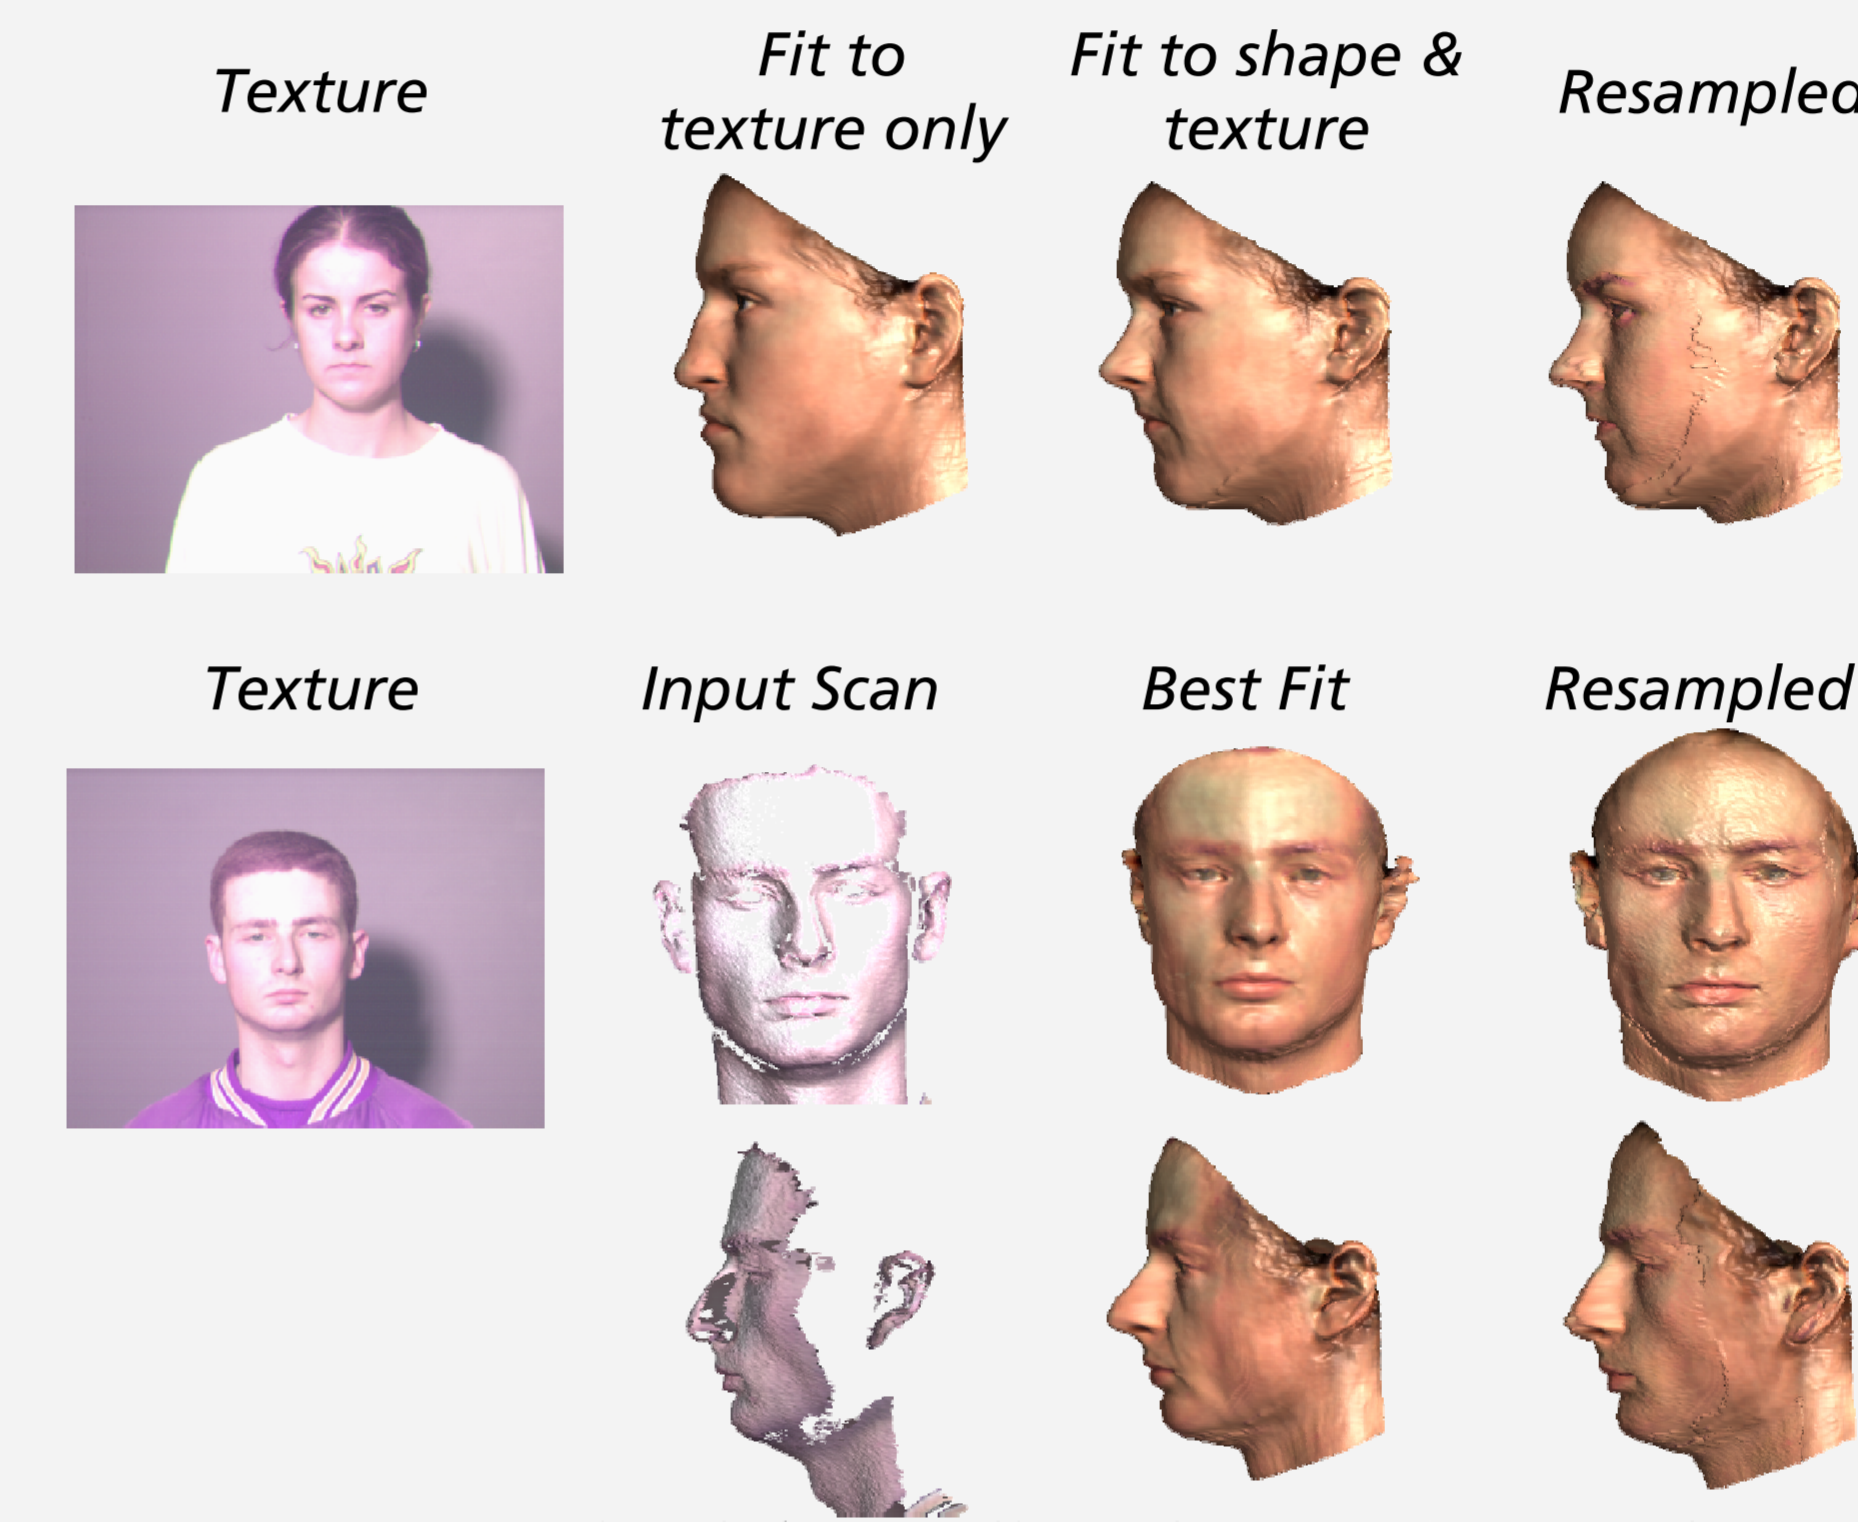 Texture
Fit to
texture only
Fit to shape &
texture
Resampled
Texture
Input Scan
Best Fit
Resampled